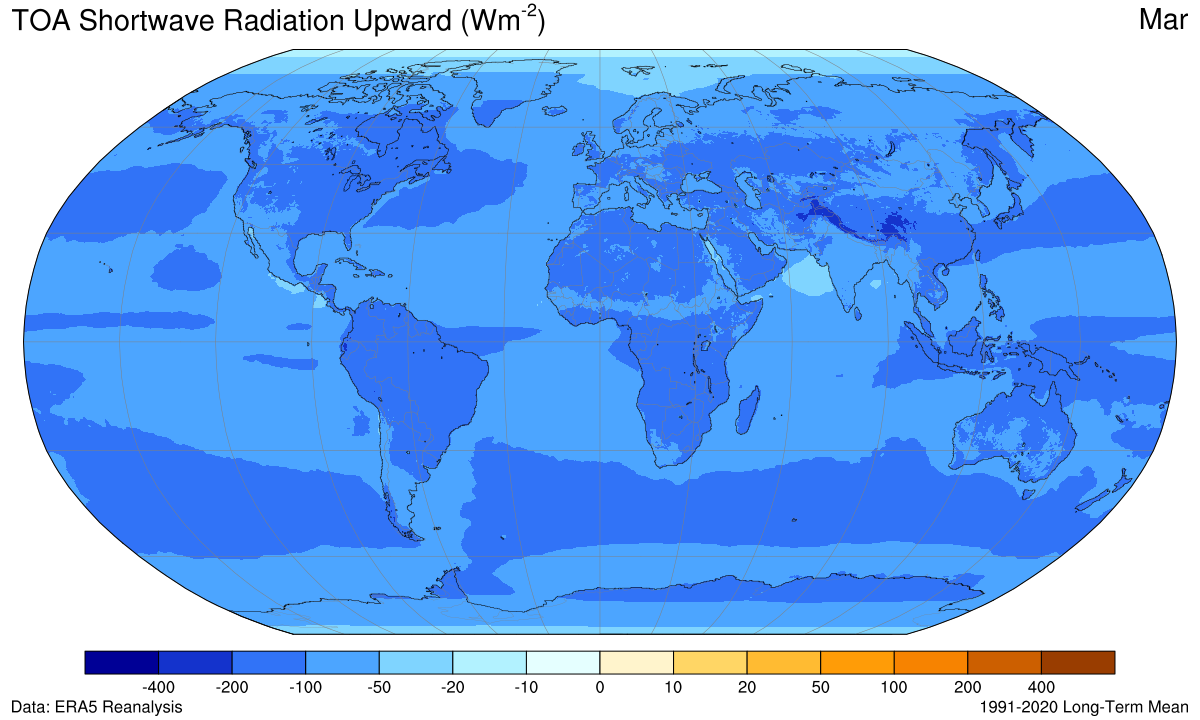 TOA Shortwave Radiation Upward (Wm-2)
Mar
-400 -200 -100 -50 -20 -10 0 10 20 50 100 200 400
Data: ERA5 Reanalysis
1991-2020 Long-Term Mean